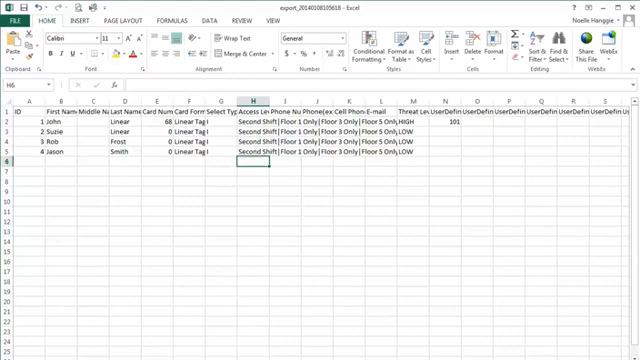 export_20140108105618 - Excel
FILE HOME INSERT PAGE LAYOUT FORMULAS DATA REVIEW VIEW Noelle Hanggie
Paste Calibri 11 Wrap Text General Conditional Formatting Format as Table Cell Styles Insert Delete Format Sort & Filter Find & Select Share This File WebEx
B I U Merge & Center $ % ,
Clipboard Font Alignment Number Styles Cells Editing WebEx
H6 fx
A B C D E F G H I J K L M N O P Q R S
1 ID First Name Middle Nam Last Name Card Num Card Form Select Typ Access Lev Phone Nu Phone(ex Cell Phon E-mail Threat Lev UserDefin UserDefin UserDefin UserDefin UserDefin Us
2 1 John Linear 68 Linear Tag I Second Shift|Floor 1 Only|Floor 3 Only|Floor 5 Only HIGH 101
3 2 Suzie Linear 0 Linear Tag I Second Shift|Floor 1 Only|Floor 3 Only|Floor 5 Only LOW
4 3 Rob Frost 0 Linear Tag I Second Shift|Floor 1 Only|Floor 3 Only|Floor 5 Only LOW
5 4 Jason Smith 0 Linear Tag I Second Shift|Floor 1 Only|Floor 3 Only|Floor 5 Only LOW
6
7
8
9
10
11
12
13
14
15
16
17
18
19
20
21
22
23
24
25